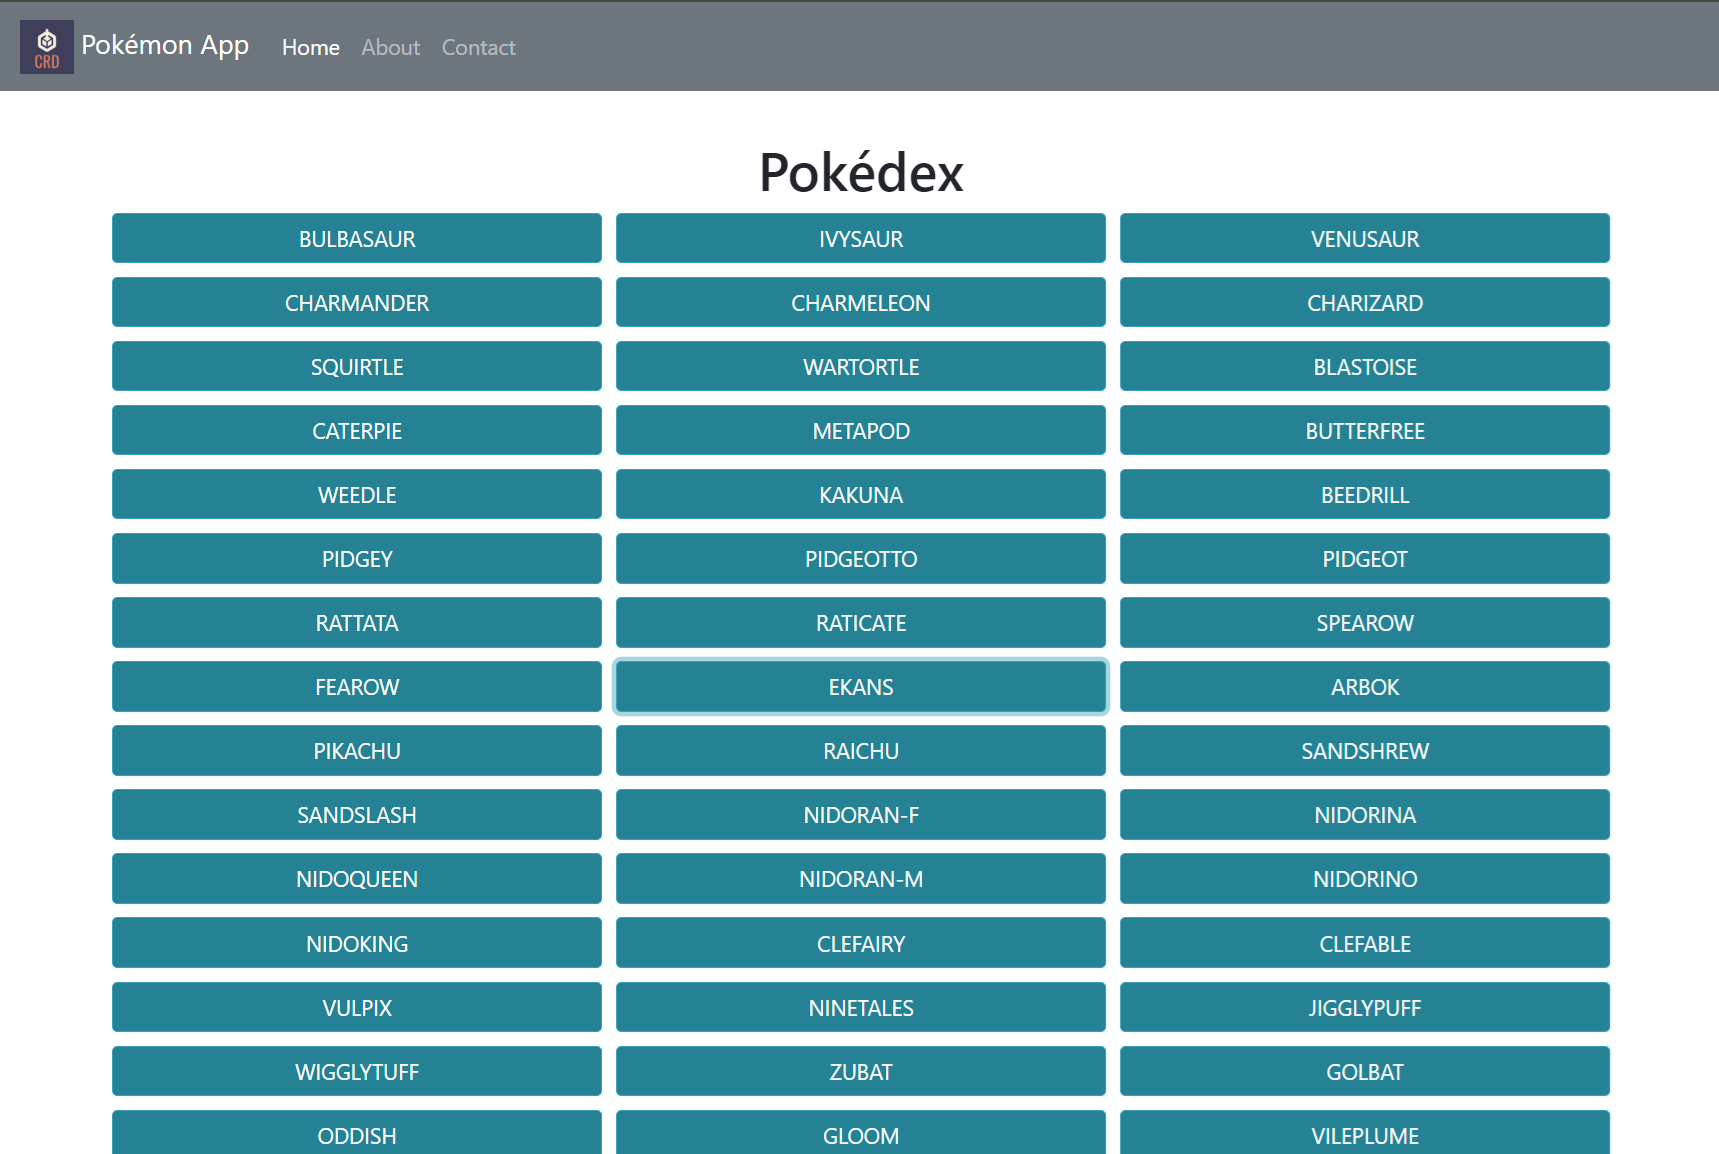 CRD
Pokémon App Home About Contact
Pokédex
BULBASAUR IVYSAUR VENUSAUR
CHARMANDER CHARMELEON CHARIZARD
SQUIRTLE WARTORTLE BLASTOISE
CATERPIE METAPOD BUTTERFREE
WEEDLE KAKUNA BEEDRILL
PIDGEY PIDGEOTTO PIDGEOT
RATTATA RATICATE SPEAROW
FEAROW EKANS ARBOK
PIKACHU RAICHU SANDSHREW
SANDSLASH NIDORAN-F NIDORINA
NIDOQUEEN NIDORAN-M NIDORINO
NIDOKING CLEFAIRY CLEFABLE
VULPIX NINETALES JIGGLYPUFF
WIGGLYTUFF ZUBAT GOLBAT
ODDISH GLOOM VILEPLUME